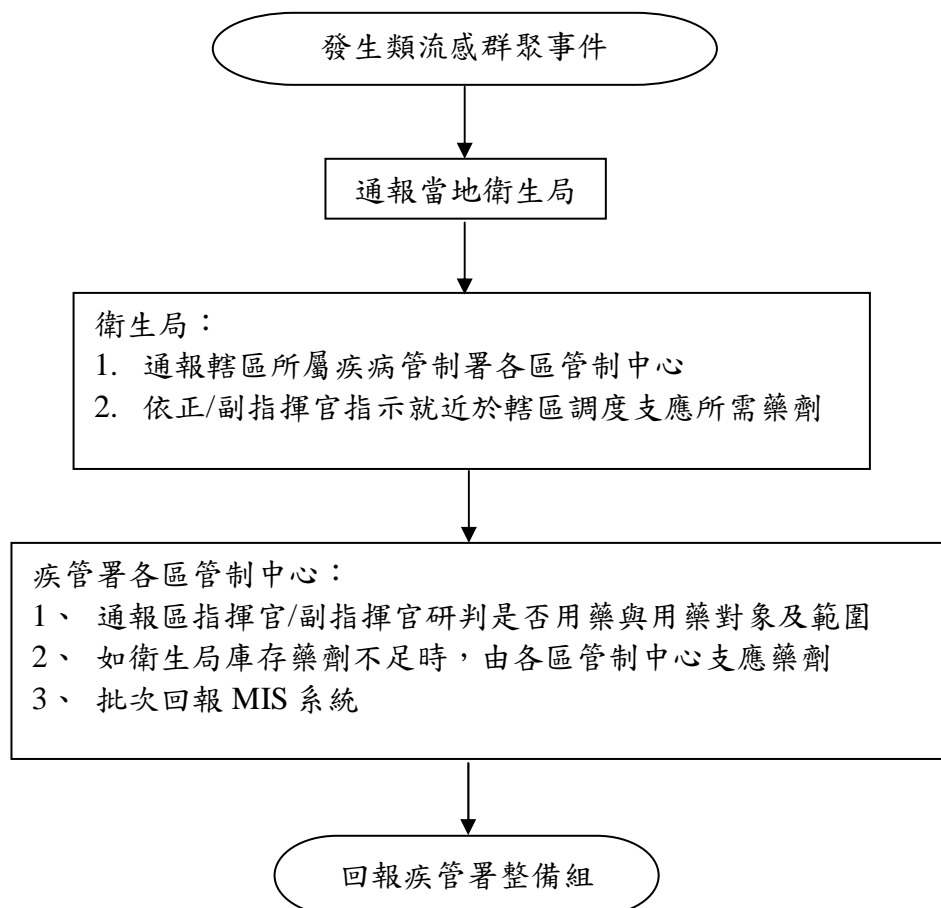 發生類流感群聚事件
通報當地衛生局
衛生局：
1. 通報轄區所屬疾病管制署各區管制中心
2. 依正/副指揮官指示就近於轄區調度支應所需藥劑
疾管署各區管制中心：
1、 通報區指揮官/副指揮官研判是否用藥與用藥對象及範圍
2、 如衛生局庫存藥劑不足時，由各區管制中心支應藥劑
3、 批次回報 MIS 系統
回報疾管署整備組